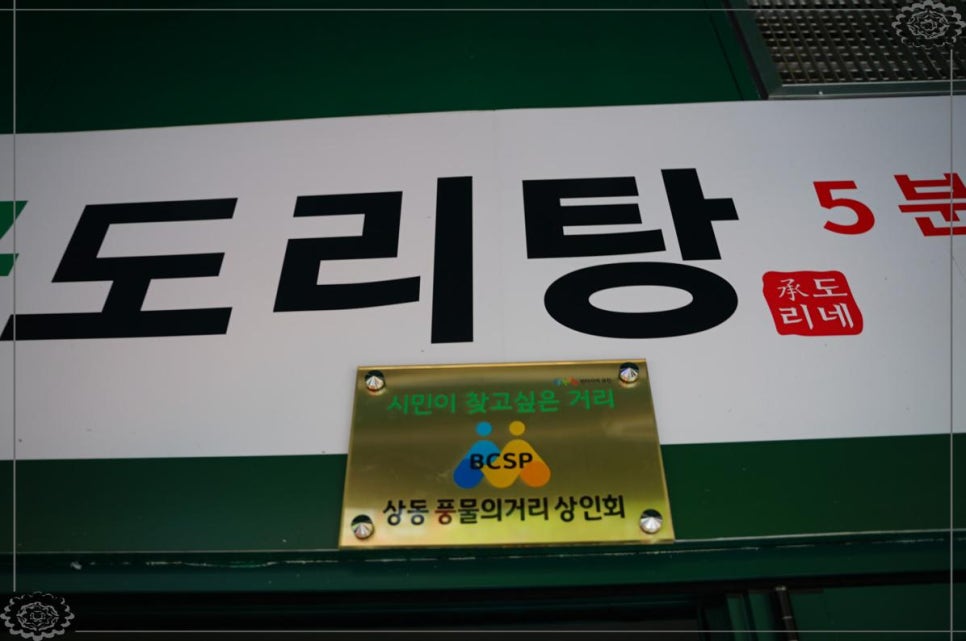 도리탕
5분
承도
리네
시민이 찾고싶은 거리
BCSP
상동 풍물의거리 상인회